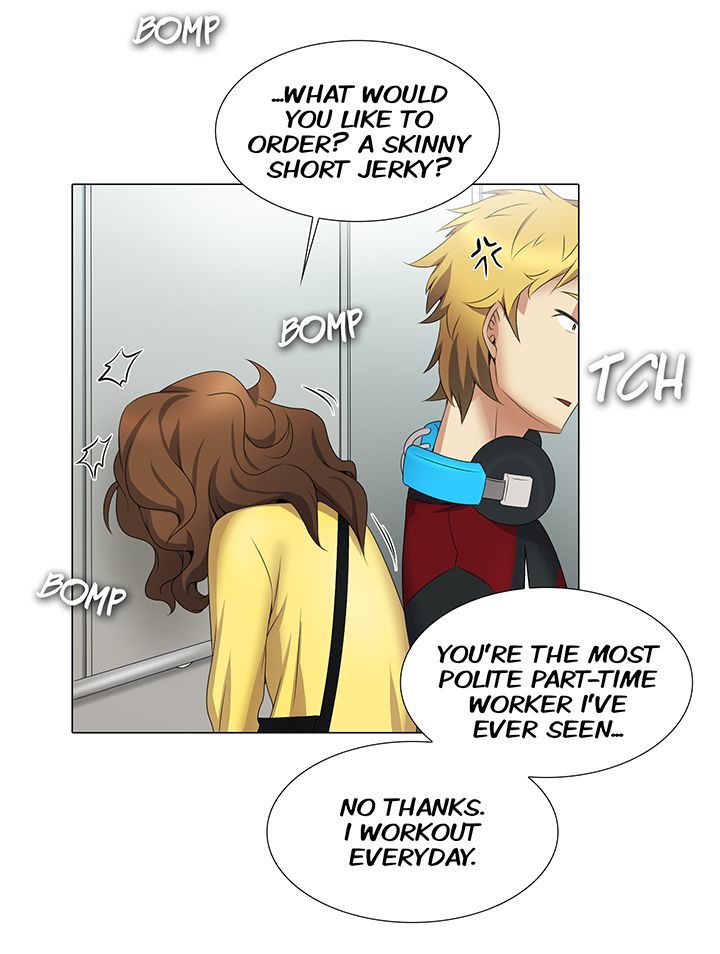 BOMP
...WHAT WOULD
YOU LIKE TO
ORDER? A SKINNY
SHORT JERKY?
BOMP
TCH
BOMP
YOU'RE THE MOST
POLITE PART-TIME
WORKER I'VE
EVER SEEN...
NO THANKS.
I WORKOUT
EVERYDAY.